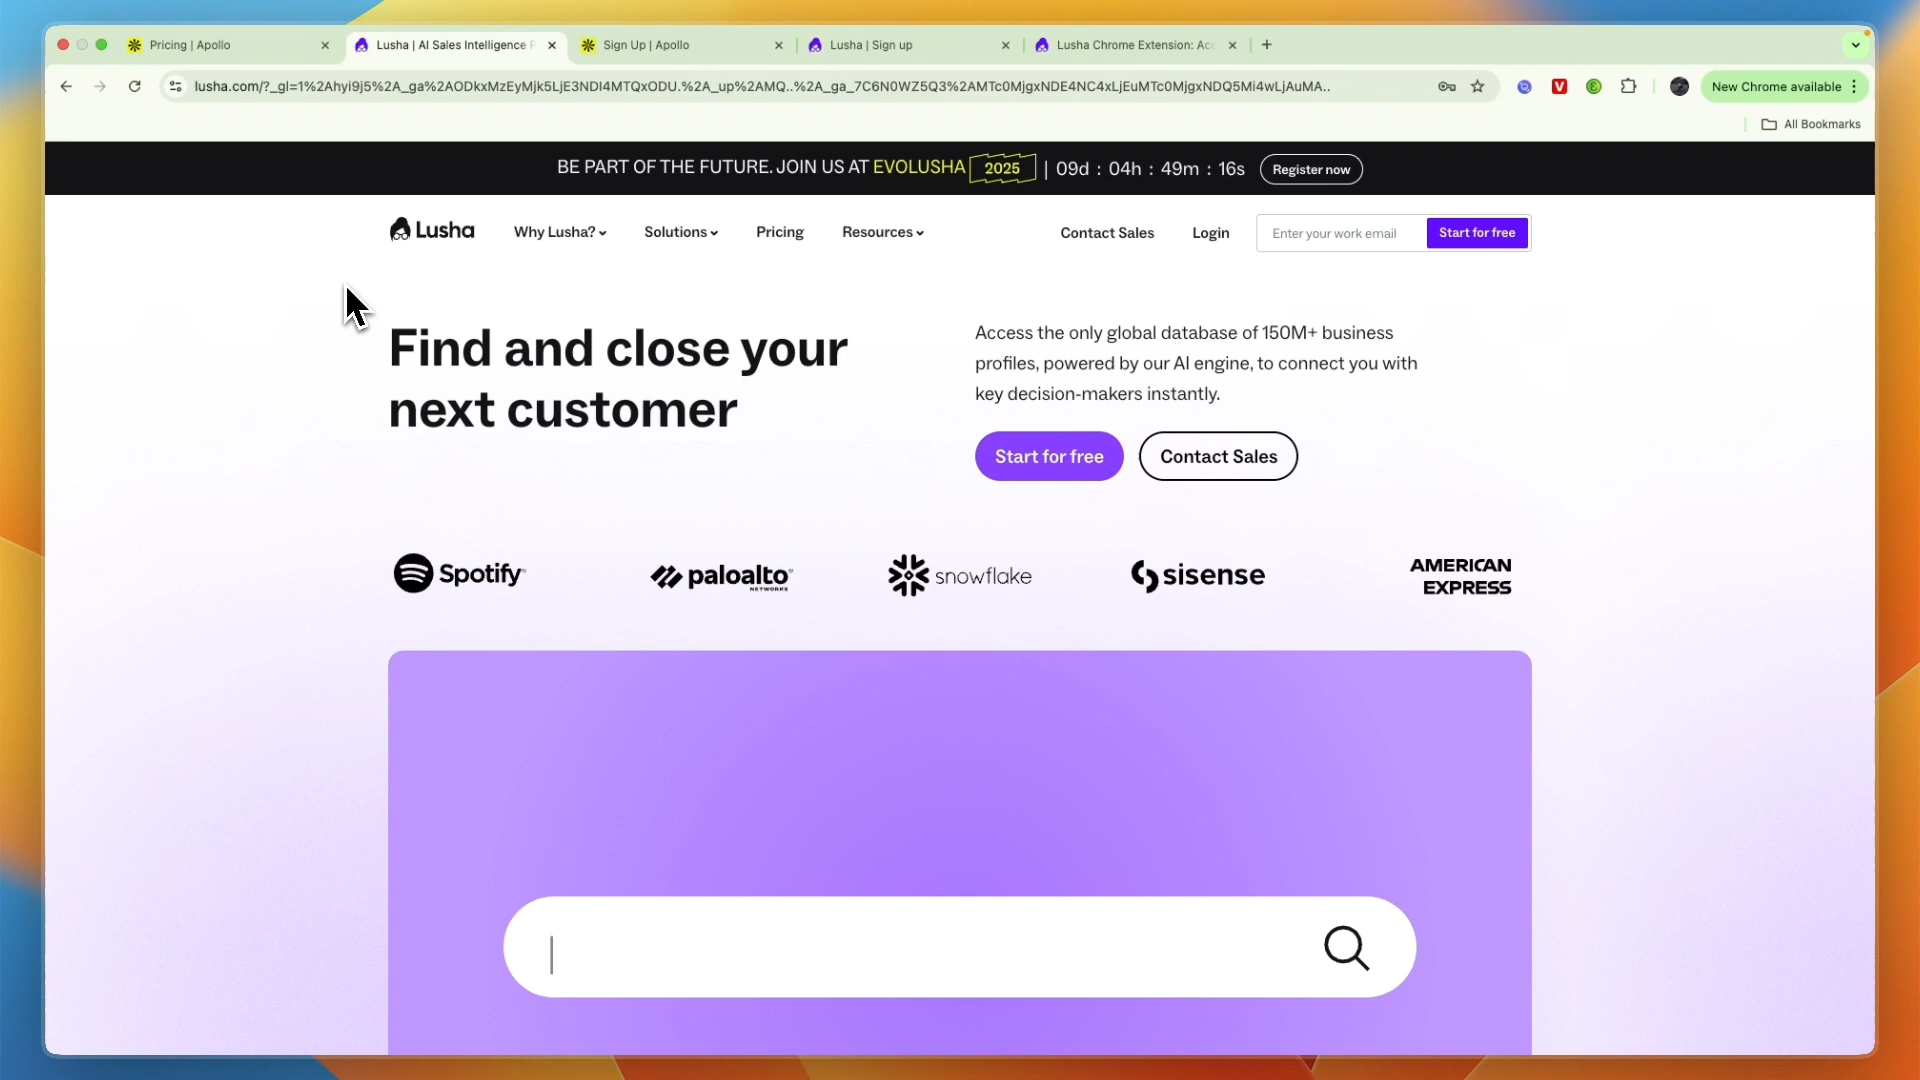 Pricing | Apollo
Lusha | AI Sales Intelligence
Sign Up | Apollo
Lusha | Sign up
Lusha Chrome Extension: Acc
lusha.com/?_gl=1%2Ahyi9j5%2A_ga%2AODkxMzEyMjk5LjE3NDI4MTQxODU.%2A_up%2AMQ..%2A_ga_7C6N0WZ5Q3%2AMTc0MjgxNDE4NC4xLjEuMTc0MjgxNDQ5Mi4wLjAuMA..
New Chrome available
All Bookmarks
BE PART OF THE FUTURE. JOIN US AT EVOLUSHA 2025 | 09d : 04h : 49m : 16s Register now
Lusha
Why Lusha?
Solutions
Pricing
Resources
Contact Sales
Login
Enter your work email
Start for free
Find and close your
next customer
Access the only global database of 150M+ business
profiles, powered by our AI engine, to connect you with
key decision-makers instantly.
Start for free
Contact Sales
Spotify
paloalto
NETWORKS
snowflake
sisense
AMERICAN
EXPRESS